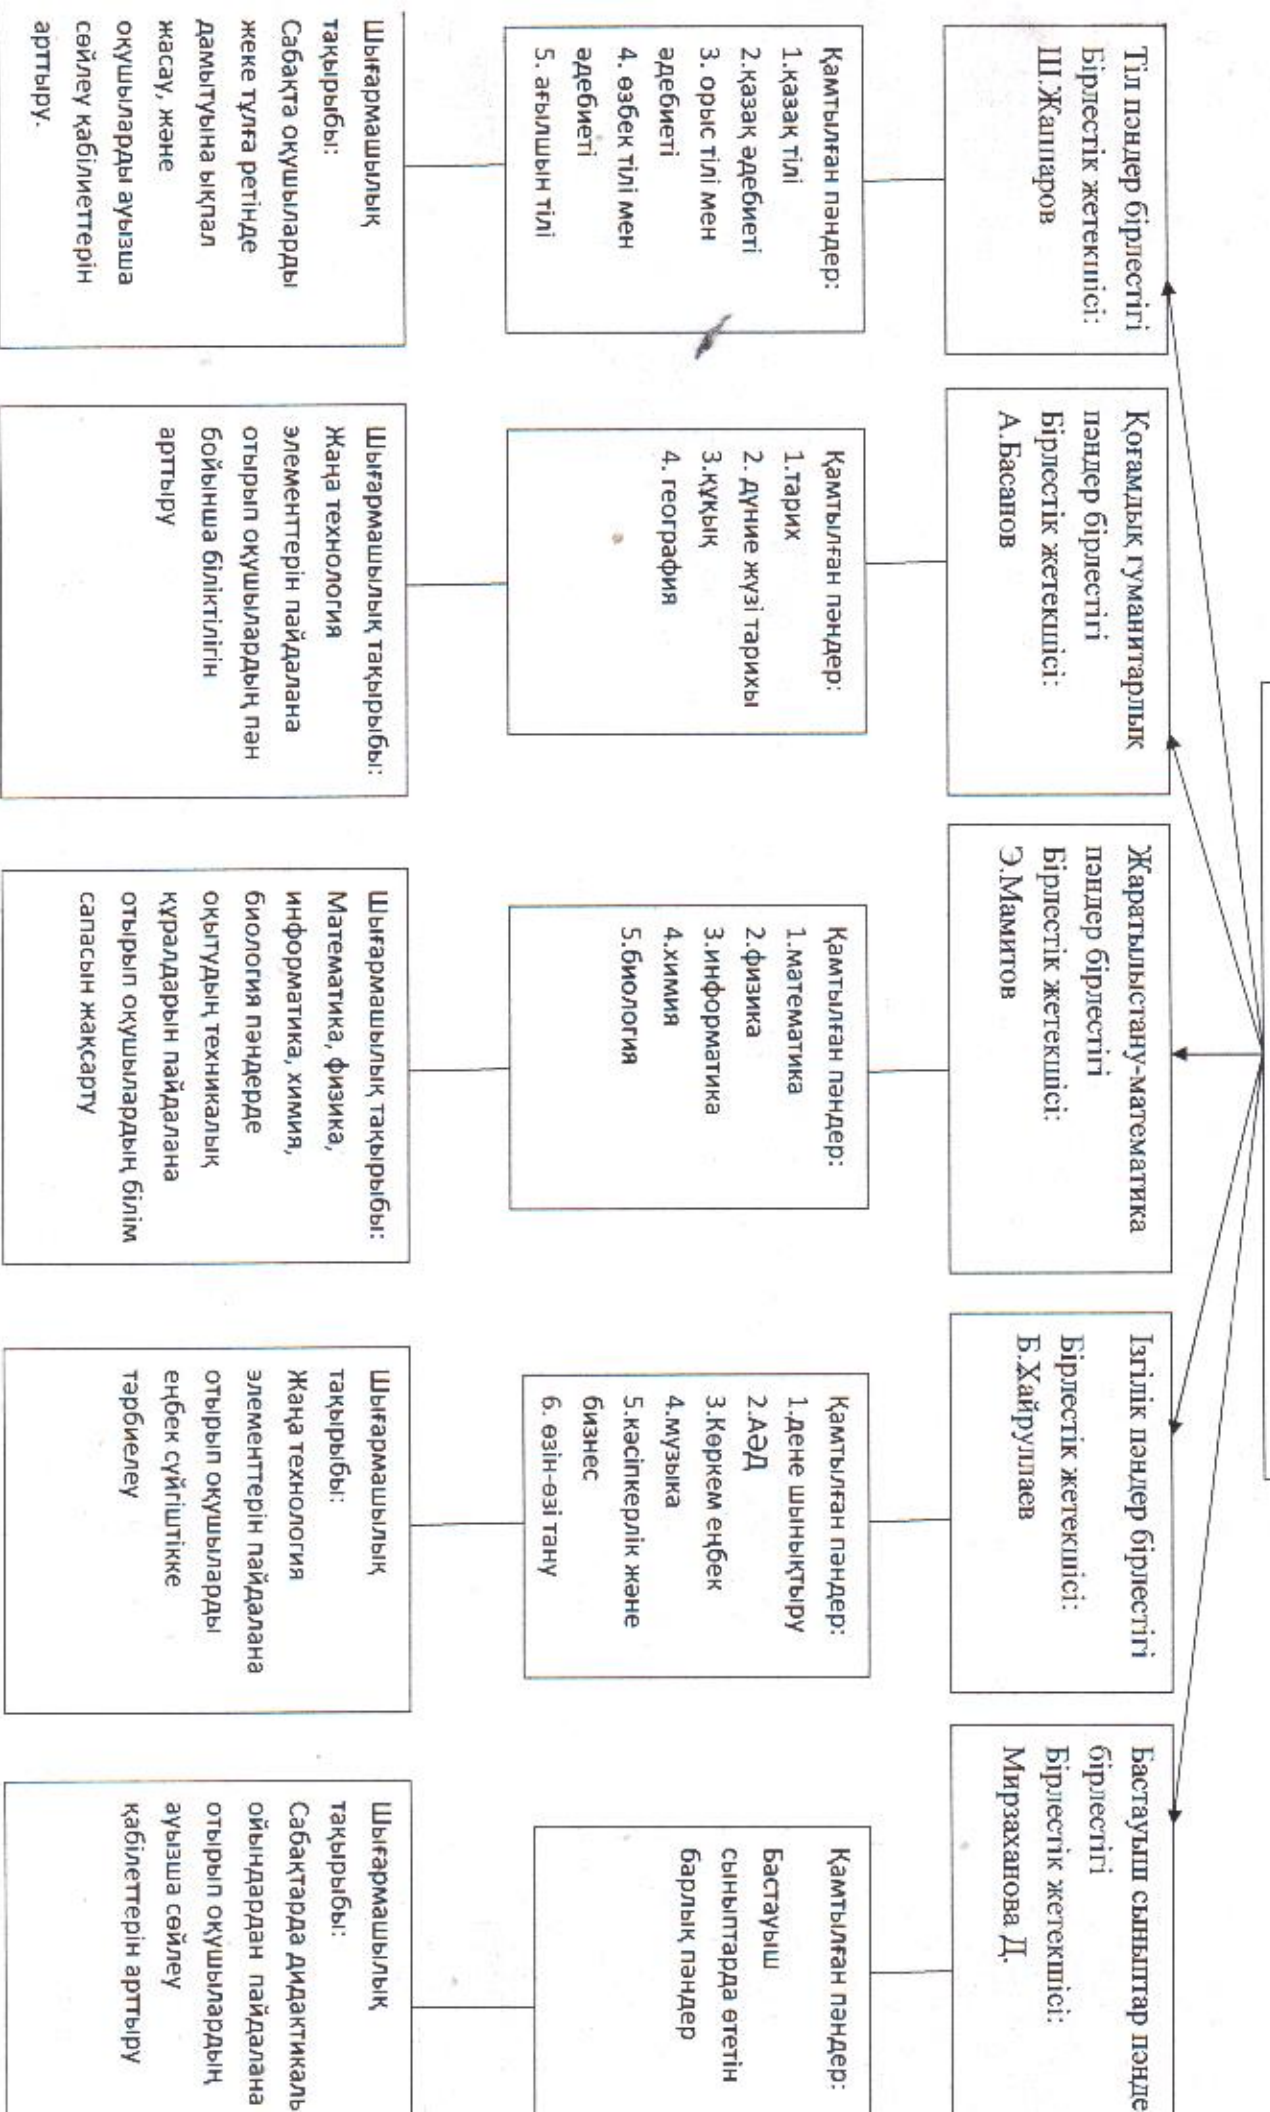 Тіл пәндер бірлестігі
Бірлестік жетекшісі:
Ш.Жаппаров
Қамтылған пәндер:
1.қазақ тілі
2.қазақ әдебиеті
3. орыс тілі мен
әдебиеті
4. өзбек тілі мен
әдебиеті
5. ағылшын тілі
Шығармашылық
тақырыбы:
Сабақта оқушыларды
жеке тұлға ретінде
дамытуына ықпал
жасау, және
оқушыларды ауызша
сөйлеу қабілиеттерін
арттыру.
Қоғамдық гуманитарлық
пәндер бірлестігі
Бірлестік жетекшісі:
А.Басанов
Қамтылған пәндер:
1.тарих
2. дүние жүзі тарихы
3.құқық
4. география
Шығармашылық тақырыбы:
Жаңа технология
элементтерін пайдалана
отырып оқушылардың пән
бойынша біліктілігін
арттыру
Жаратылыстану-математика
пәндер бірлестігі
Бірлестік жетекшісі:
Э.Мамитов
Қамтылған пәндер:
1.математика
2.физика
3.информатика
4.химия
5.биология
Шығармашылық тақырыбы:
Математика, физика,
информатика, химия,
биология пәндерде
оқытудың техникалық
құралдарын пайдалана
отырып оқушылардың білім
сапасын жақсарту
Ізгілік пәндер бірлестігі
Бірлестік жетекшісі:
Б.Хайруллаев
Қамтылған пәндер:
1.дене шынықтыру
2.АӘД
3.Көркем еңбек
4.музыка
5.кәсіпкерлік және
бизнес
6. өзін-өзі тану
Шығармашылық
тақырыбы:
Жаңа технология
элементтерін пайдалана
отырып оқушыларды
еңбек сүйгіштікке
тәрбиелеу
Бастауыш сыныптар пәнде
бірлестігі
Бірлестік жетекшісі:
Мирзаханова Д.
Қамтылған пәндер:
Бастауыш
сыныптарда өтетін
барлық пәндер
Шығармашылық
тақырыбы:
Сабақтарда дидактикаль
ойындардан пайдалана
отырып оқушылардың
ауызша сөйлеу
қабілеттерін арттыру